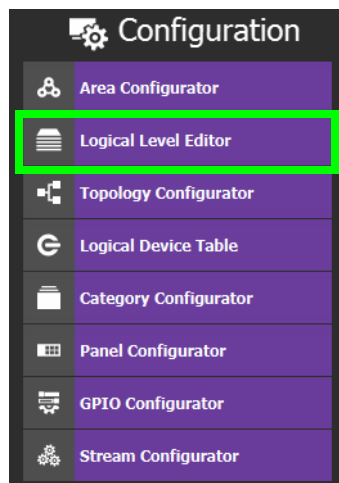 Configuration
Area Configurator
Logical Level Editor
Topology Configurator
Logical Device Table
Category Configurator
Panel Configurator
GPIO Configurator
Stream Configurator